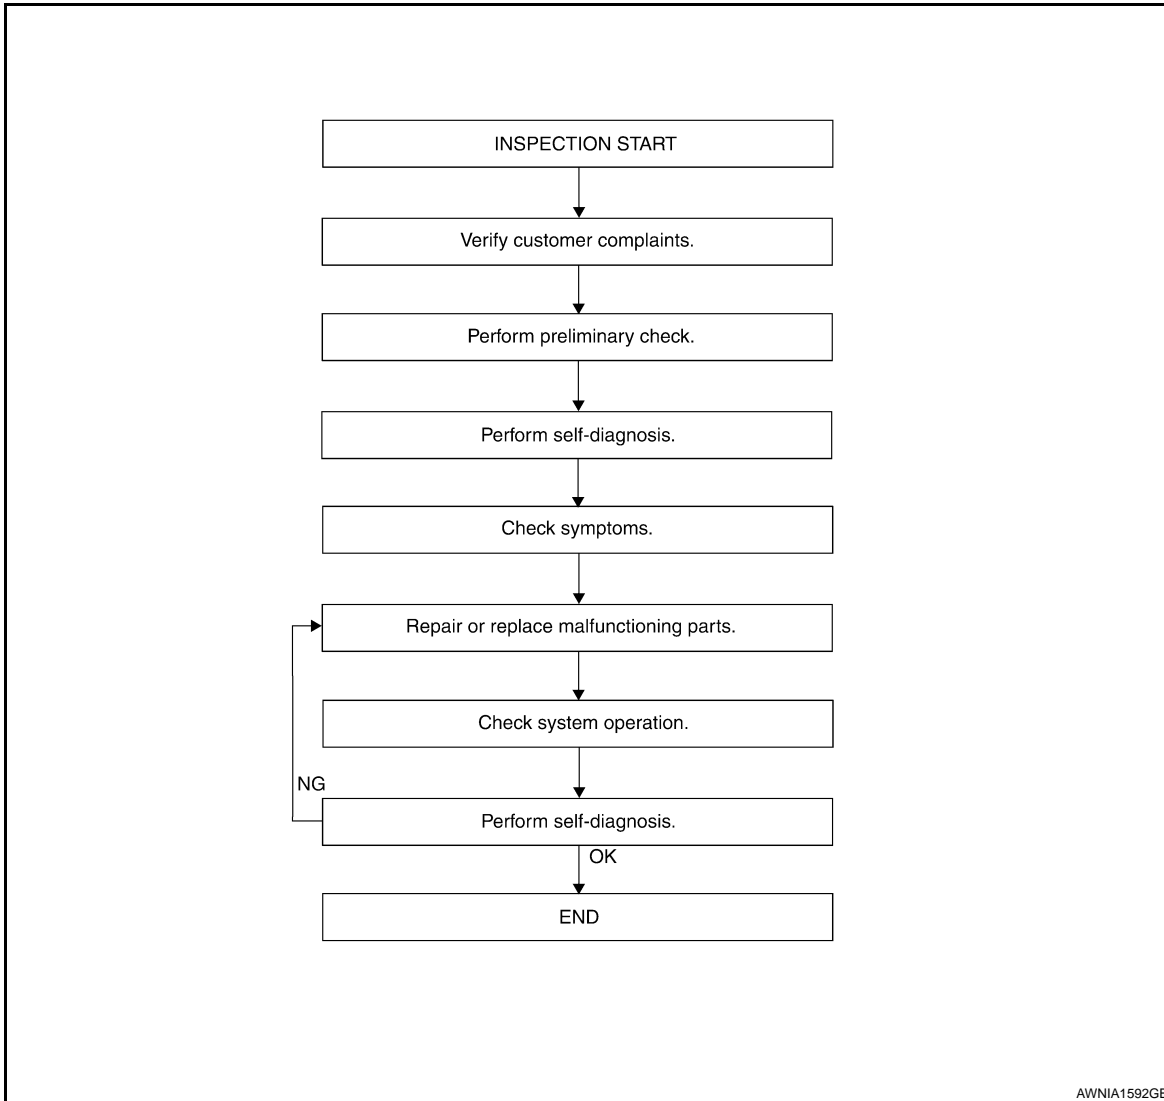 INSPECTION START
Verify customer complaints.
Perform preliminary check.
Perform self-diagnosis.
Check symptoms.
Repair or replace malfunctioning parts.
Check system operation.
NG
Perform self-diagnosis.
OK
END
AWNIA1592GB